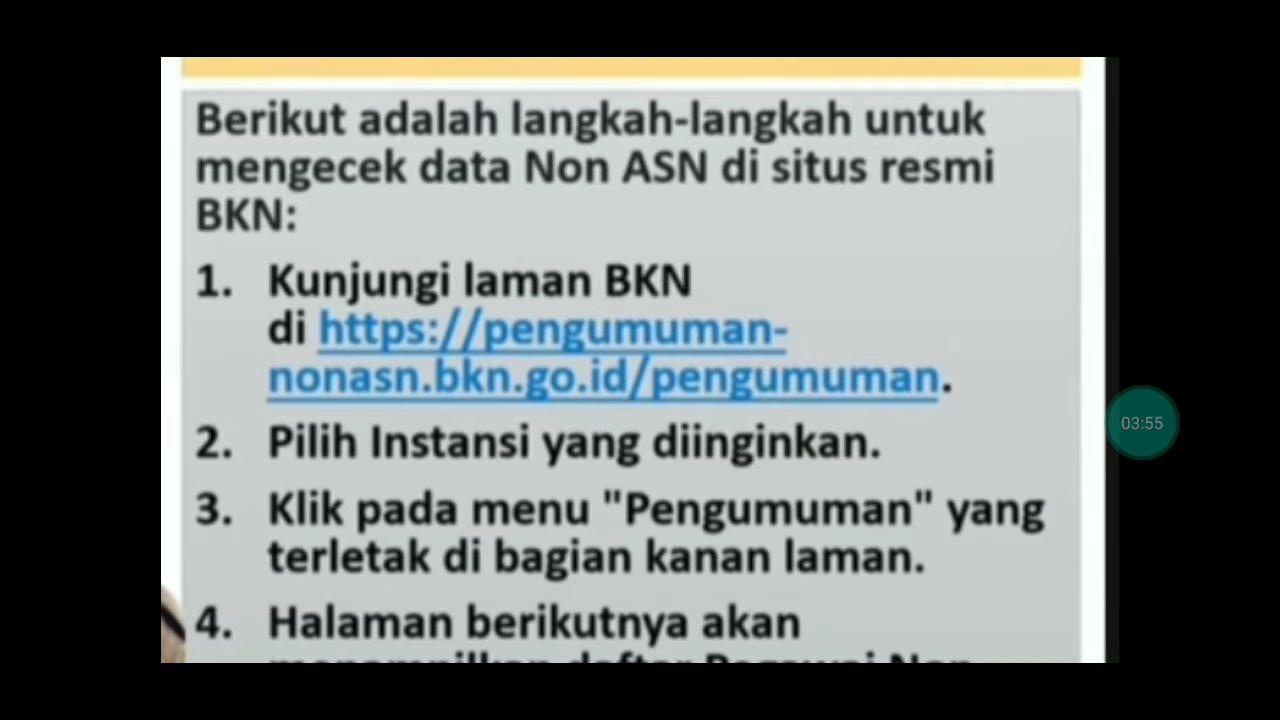 Berikut adalah langkah-langkah untuk
mengecek data Non ASN di situs resmi
BKN:
1. Kunjungi laman BKN
di https://pengumuman-
nonasn.bkn.go.id/pengumuman.
2. Pilih Instansi yang diinginkan.
3. Klik pada menu "Pengumuman" yang
terletak di bagian kanan laman.
4. Halaman berikutnya akan
03:55